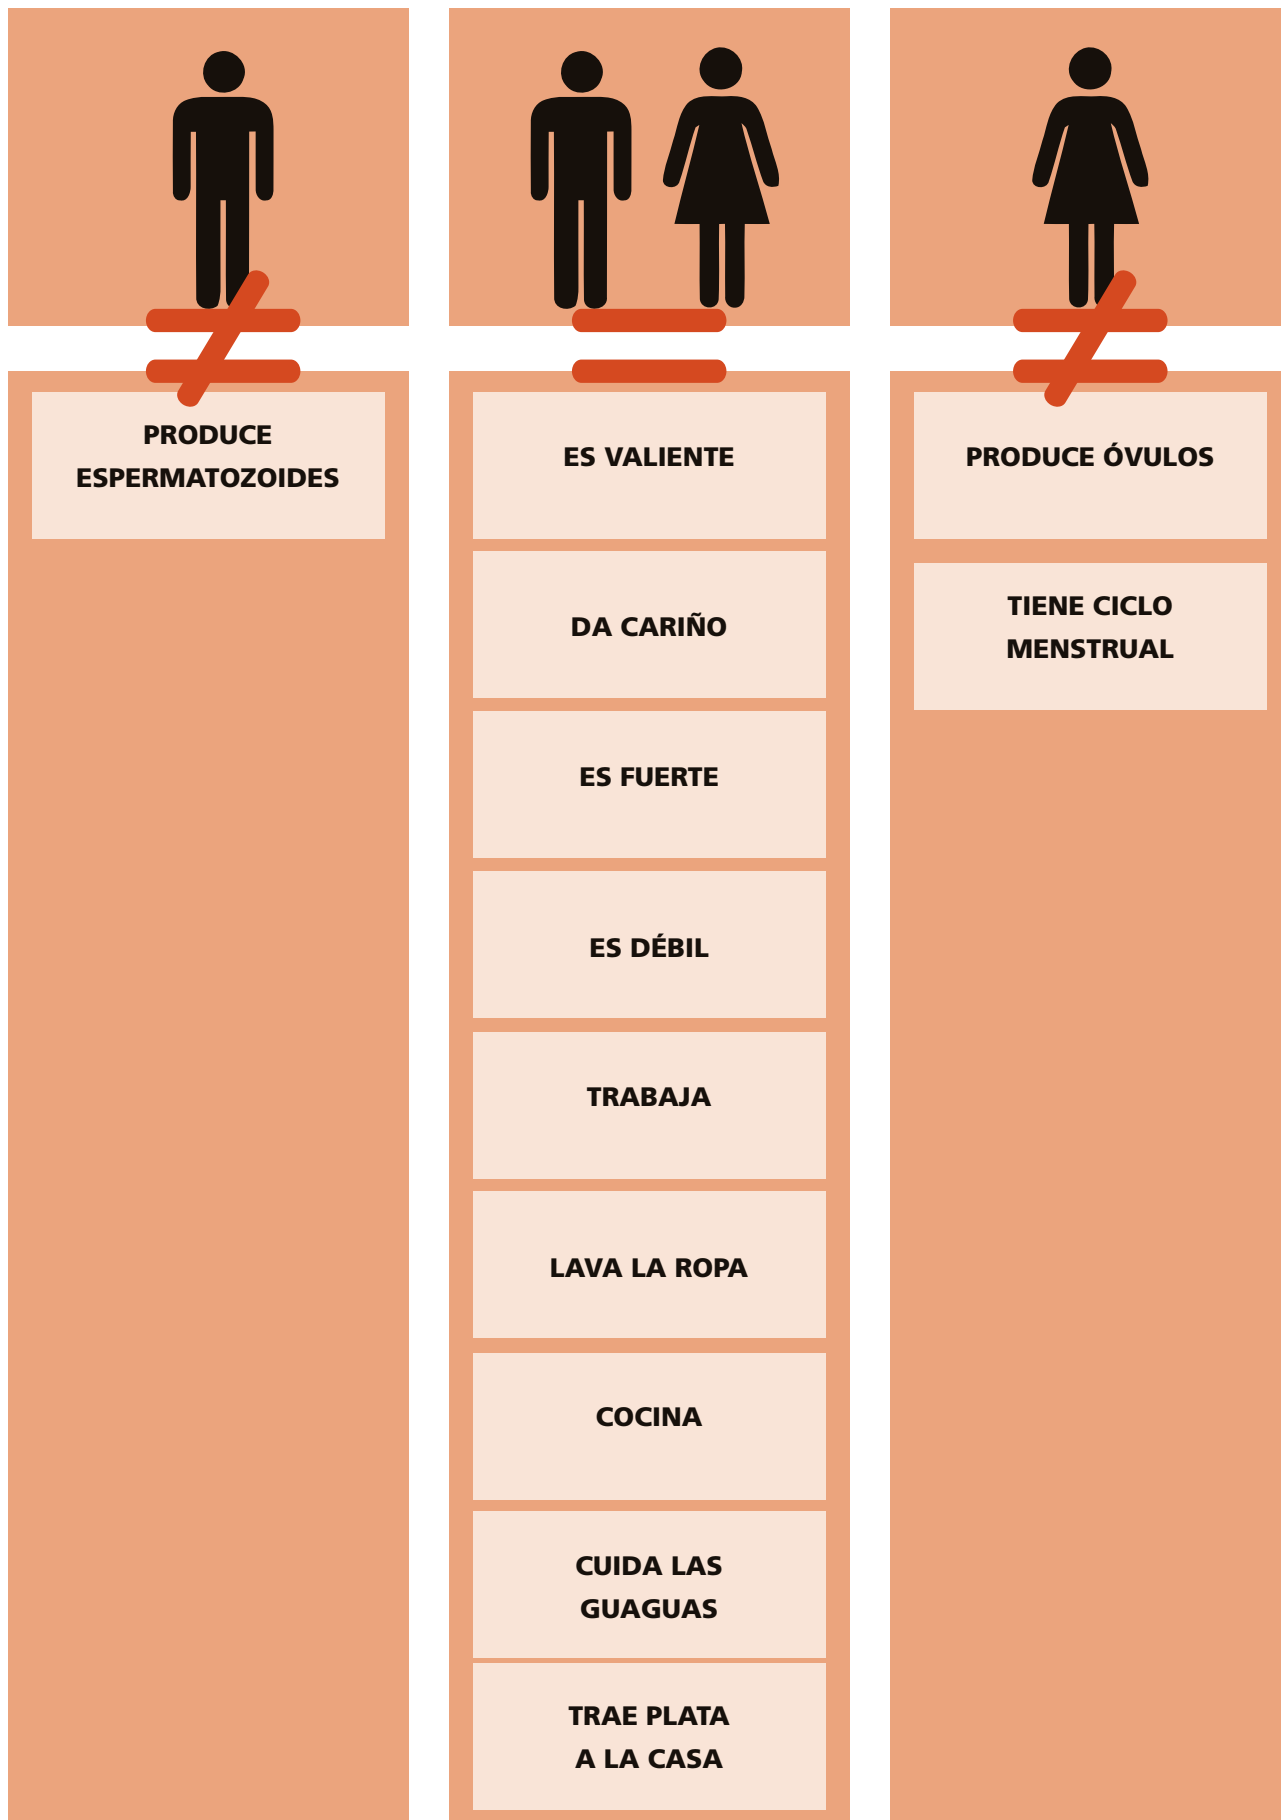 PRODUCE
ESPERMATOZOIDES
ES VALIENTE
DA CARIÑO
ES FUERTE
ES DÉBIL
TRABAJA
LAVA LA ROPA
COCINA
CUIDA LAS
GUAGUAS
TRAE PLATA
A LA CASA
PRODUCE ÓVULOS
TIENE CICLO
MENSTRUAL